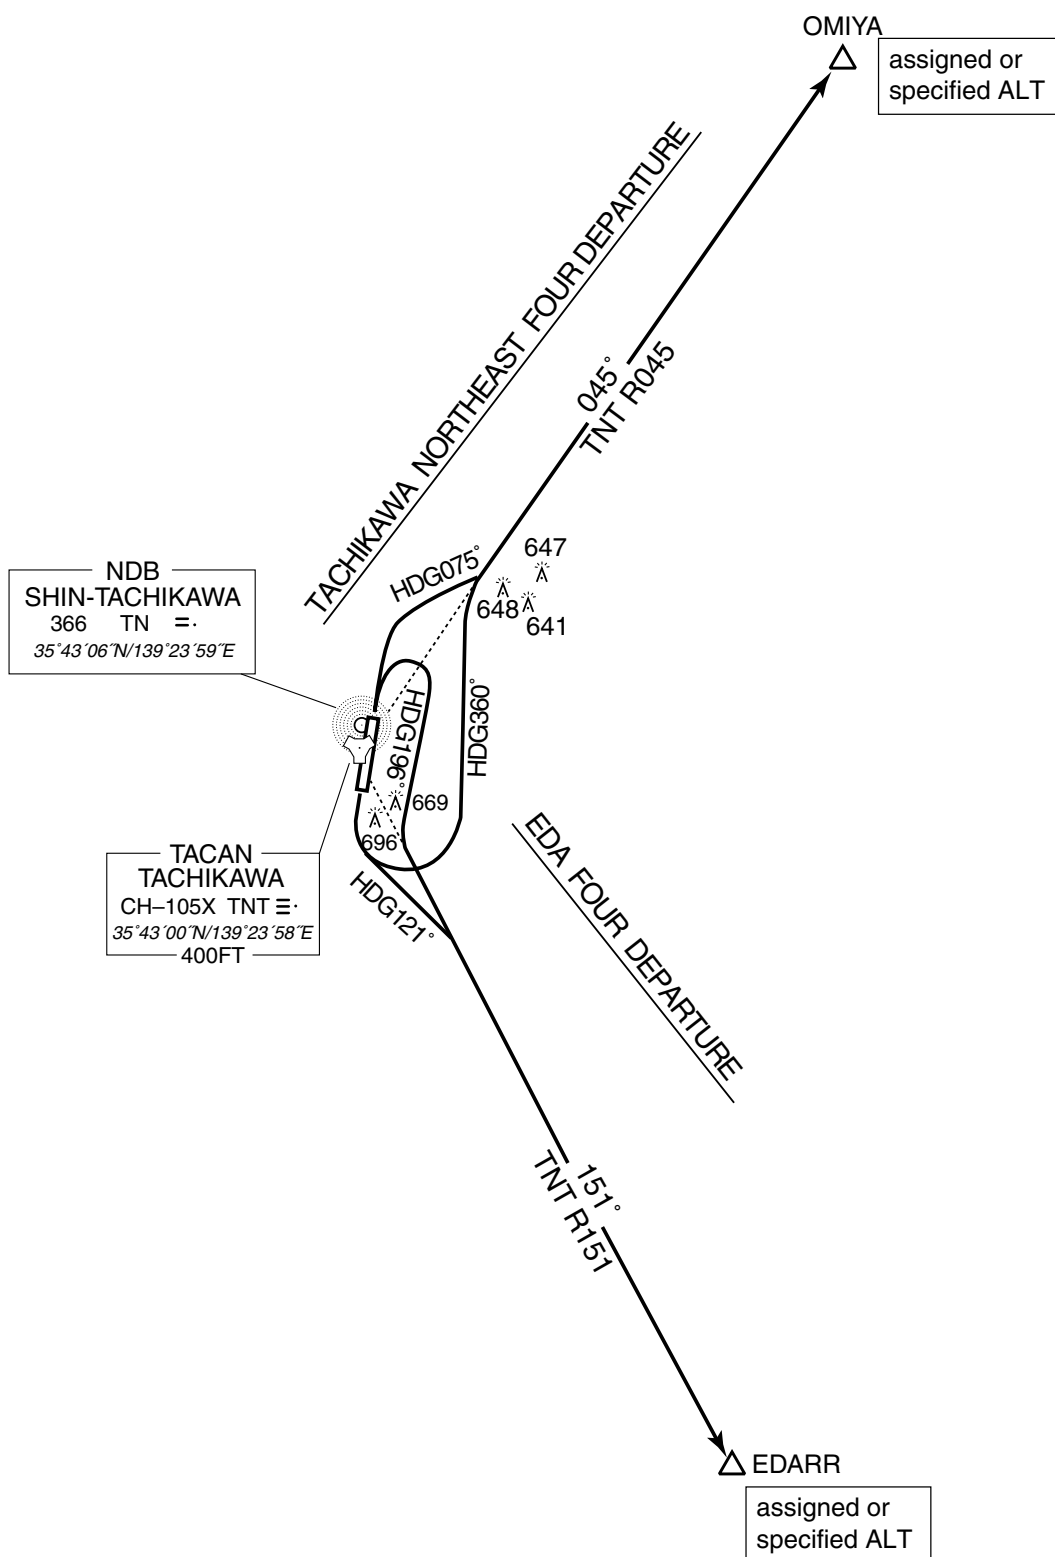 OMIYA
assigned or
specified ALT
TACHIKAWA NORTHEAST FOUR DEPARTURE
045°
TNT R045
HDG075°
647
648
641
NDB
SHIN-TACHIKAWA
366 TN
35°43′06″N/139°23′59″E
HDG196°
HDG360°
669
696
TACAN
TACHIKAWA
CH–105X TNT
35°43′00″N/139°23′58″E
400FT
HDG121°
EDA FOUR DEPARTURE
151°
TNT R151
EDARR
assigned or
specified ALT